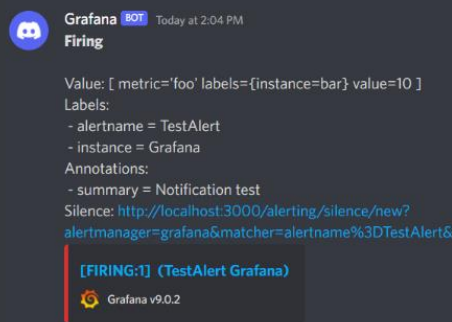 Grafana BOT Today at 2:04 PM
Firing
Value: [ metric='foo' labels={instance=bar} value=10 ]
Labels:
- alertname = TestAlert
- instance = Grafana
Annotations:
- summary = Notification test
Silence: http://localhost:3000/alerting/silence/new?
alertmanager=grafana&matcher=alertname%3DTestAlert&
[FIRING:1] (TestAlert Grafana)
Grafana v9.0.2